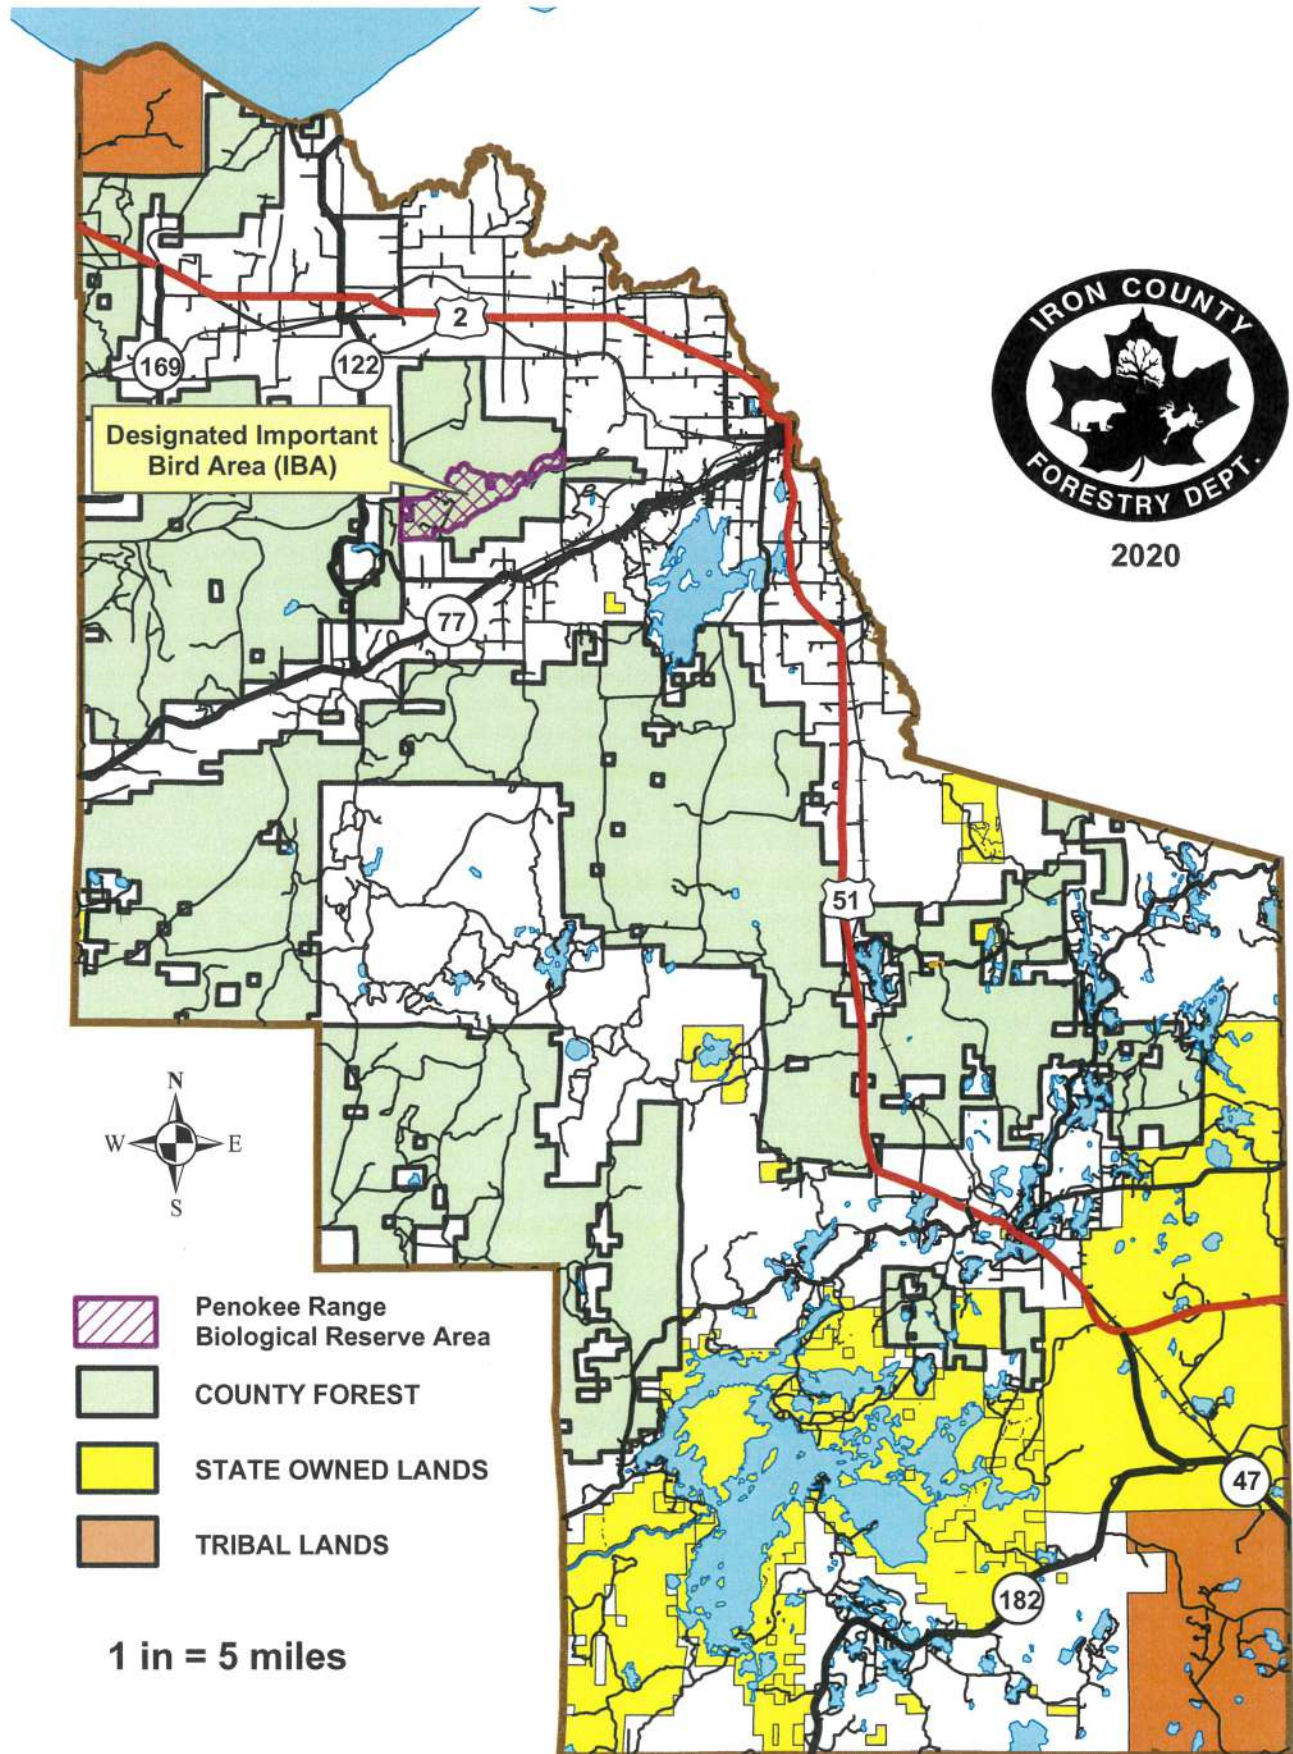 IRON COUNTY
FORESTRY DEPT.
2020
2
169
122
Designated Important
Bird Area (IBA)
77
51
N
W
E
S
Penokee Range
Biological Reserve Area
COUNTY FOREST
STATE OWNED LANDS
TRIBAL LANDS
47
182
1 in = 5 miles